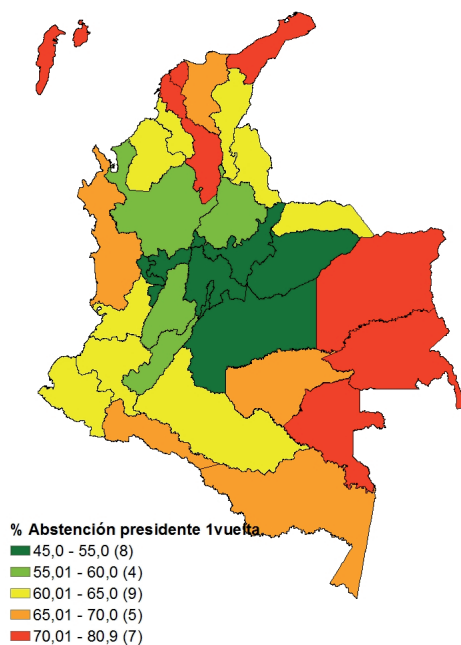 % Abstención presidente 1vuelta
45,0 - 55,0 (8)
55,01 - 60,0 (4)
60,01 - 65,0 (9)
65,01 - 70,0 (5)
70,01 - 80,9 (7)